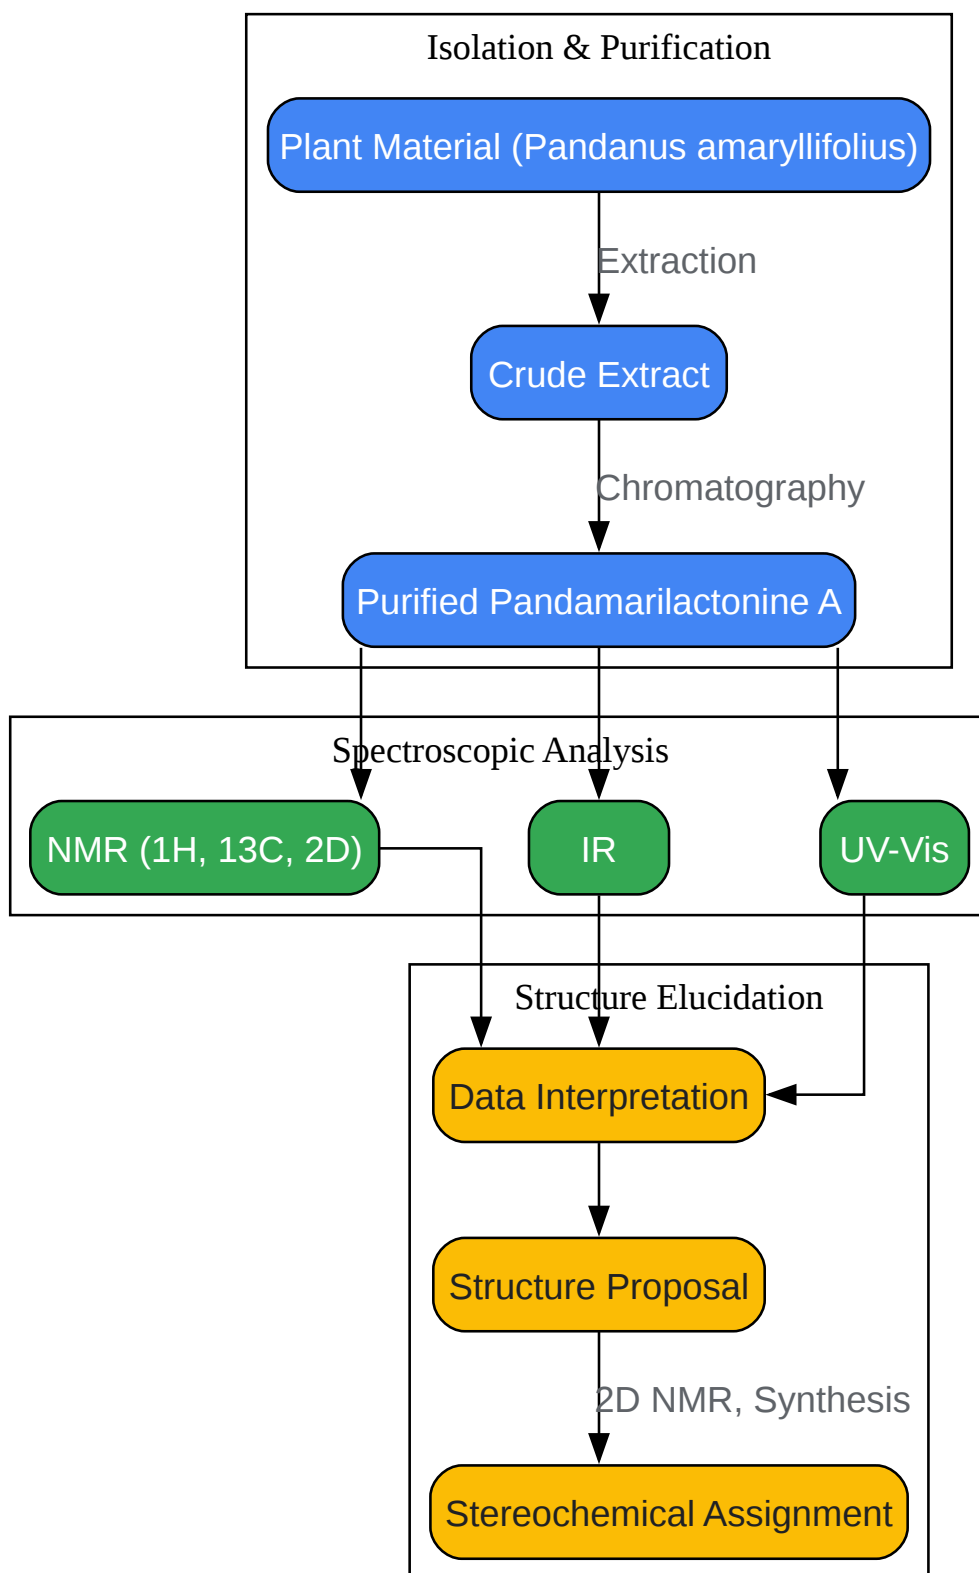 Isolation & Purification
Plant Material (Pandanus amaryllifolius)
Extraction
Crude Extract
Chromatography
Purified Pandamarilactonine A
Spectroscopic Analysis
NMR (1H, 13C, 2D)
IR
UV-Vis
Structure Elucidation
Data Interpretation
Structure Proposal
2D NMR, Synthesis
Stereochemical Assignment